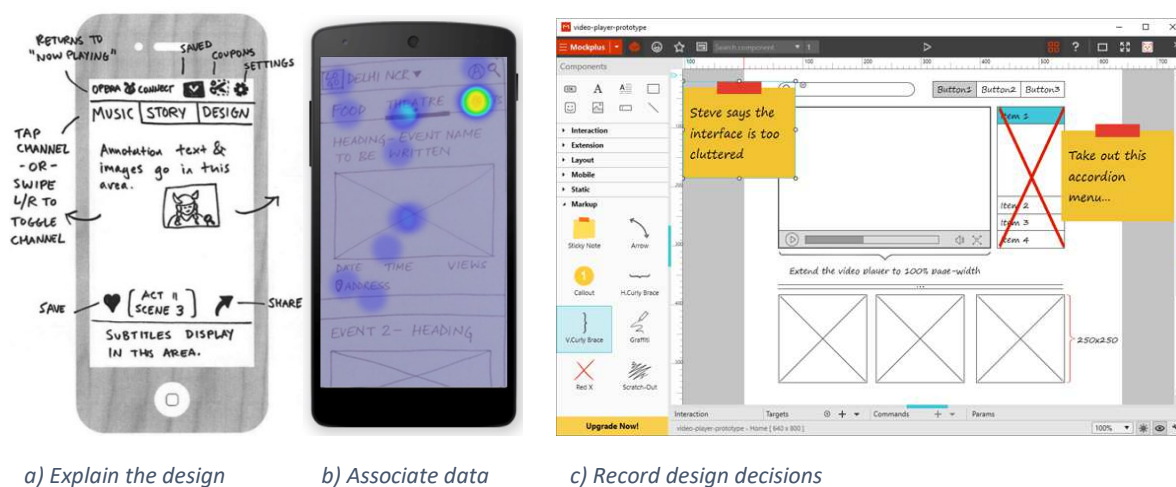 RETURNS TO
"NOW PLAYING"
SAVED
COUPONS
SETTINGS
OPERA CONNECT
MUSIC STORY DESIGN
TAP
CHANNEL
- OR -
SWIPE
L/R TO
TOGGLE
CHANNEL
Annotation text &
images go in this
area.
SAVE
ACT II
SCENE 3
SHARE
SUBTITLES DISPLAY
IN THIS AREA.
DELHI NCR
FOOD THEATRE
HEADING - EVENT NAME
TO BE WRITTEN
DATE TIME VIEWS
ADDRESS
EVENT 2 - HEADING
video-player-prototype
Mockplus
Search component
1
Components
Interaction
Extension
Layout
Mobile
Static
Markup
Sticky Note
Arrow
Callout
H.Curly Brace
V.Curly Brace
Graffiti
Red X
Scratch-Out
Upgrade Now!
Steve says the
interface is too
cluttered
Button1 Button2 Button3
Item 1
Item 2
Item 3
Item 4
Take out this
accordion
menu...
Extend the video player to 100% page-width
250x250
Interaction Targets Commands Params
video-player-prototype - Home [ 640 x 800 ]
100%
a) Explain the design b) Associate data c) Record design decisions